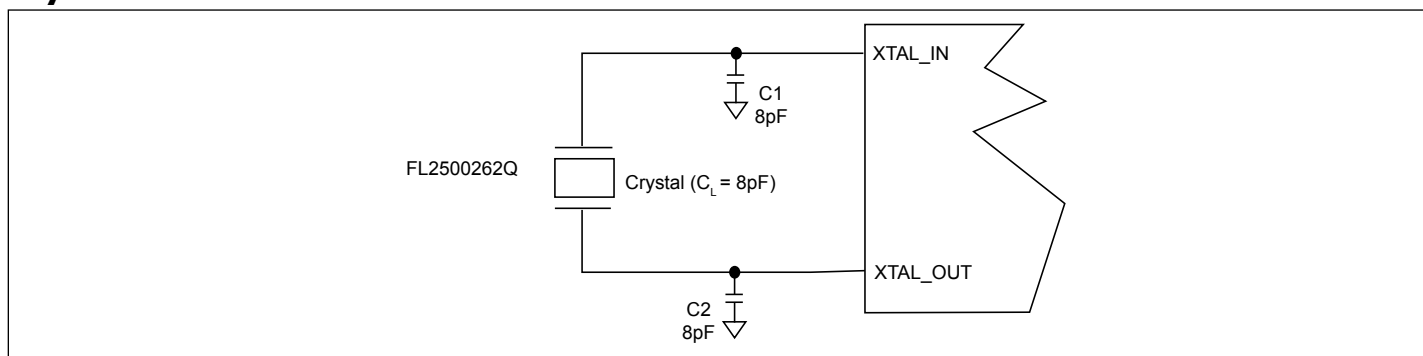 XTAL_IN
C1
8pF
FL2500262Q
Crystal (C_L = 8pF)
XTAL_OUT
C2
8pF